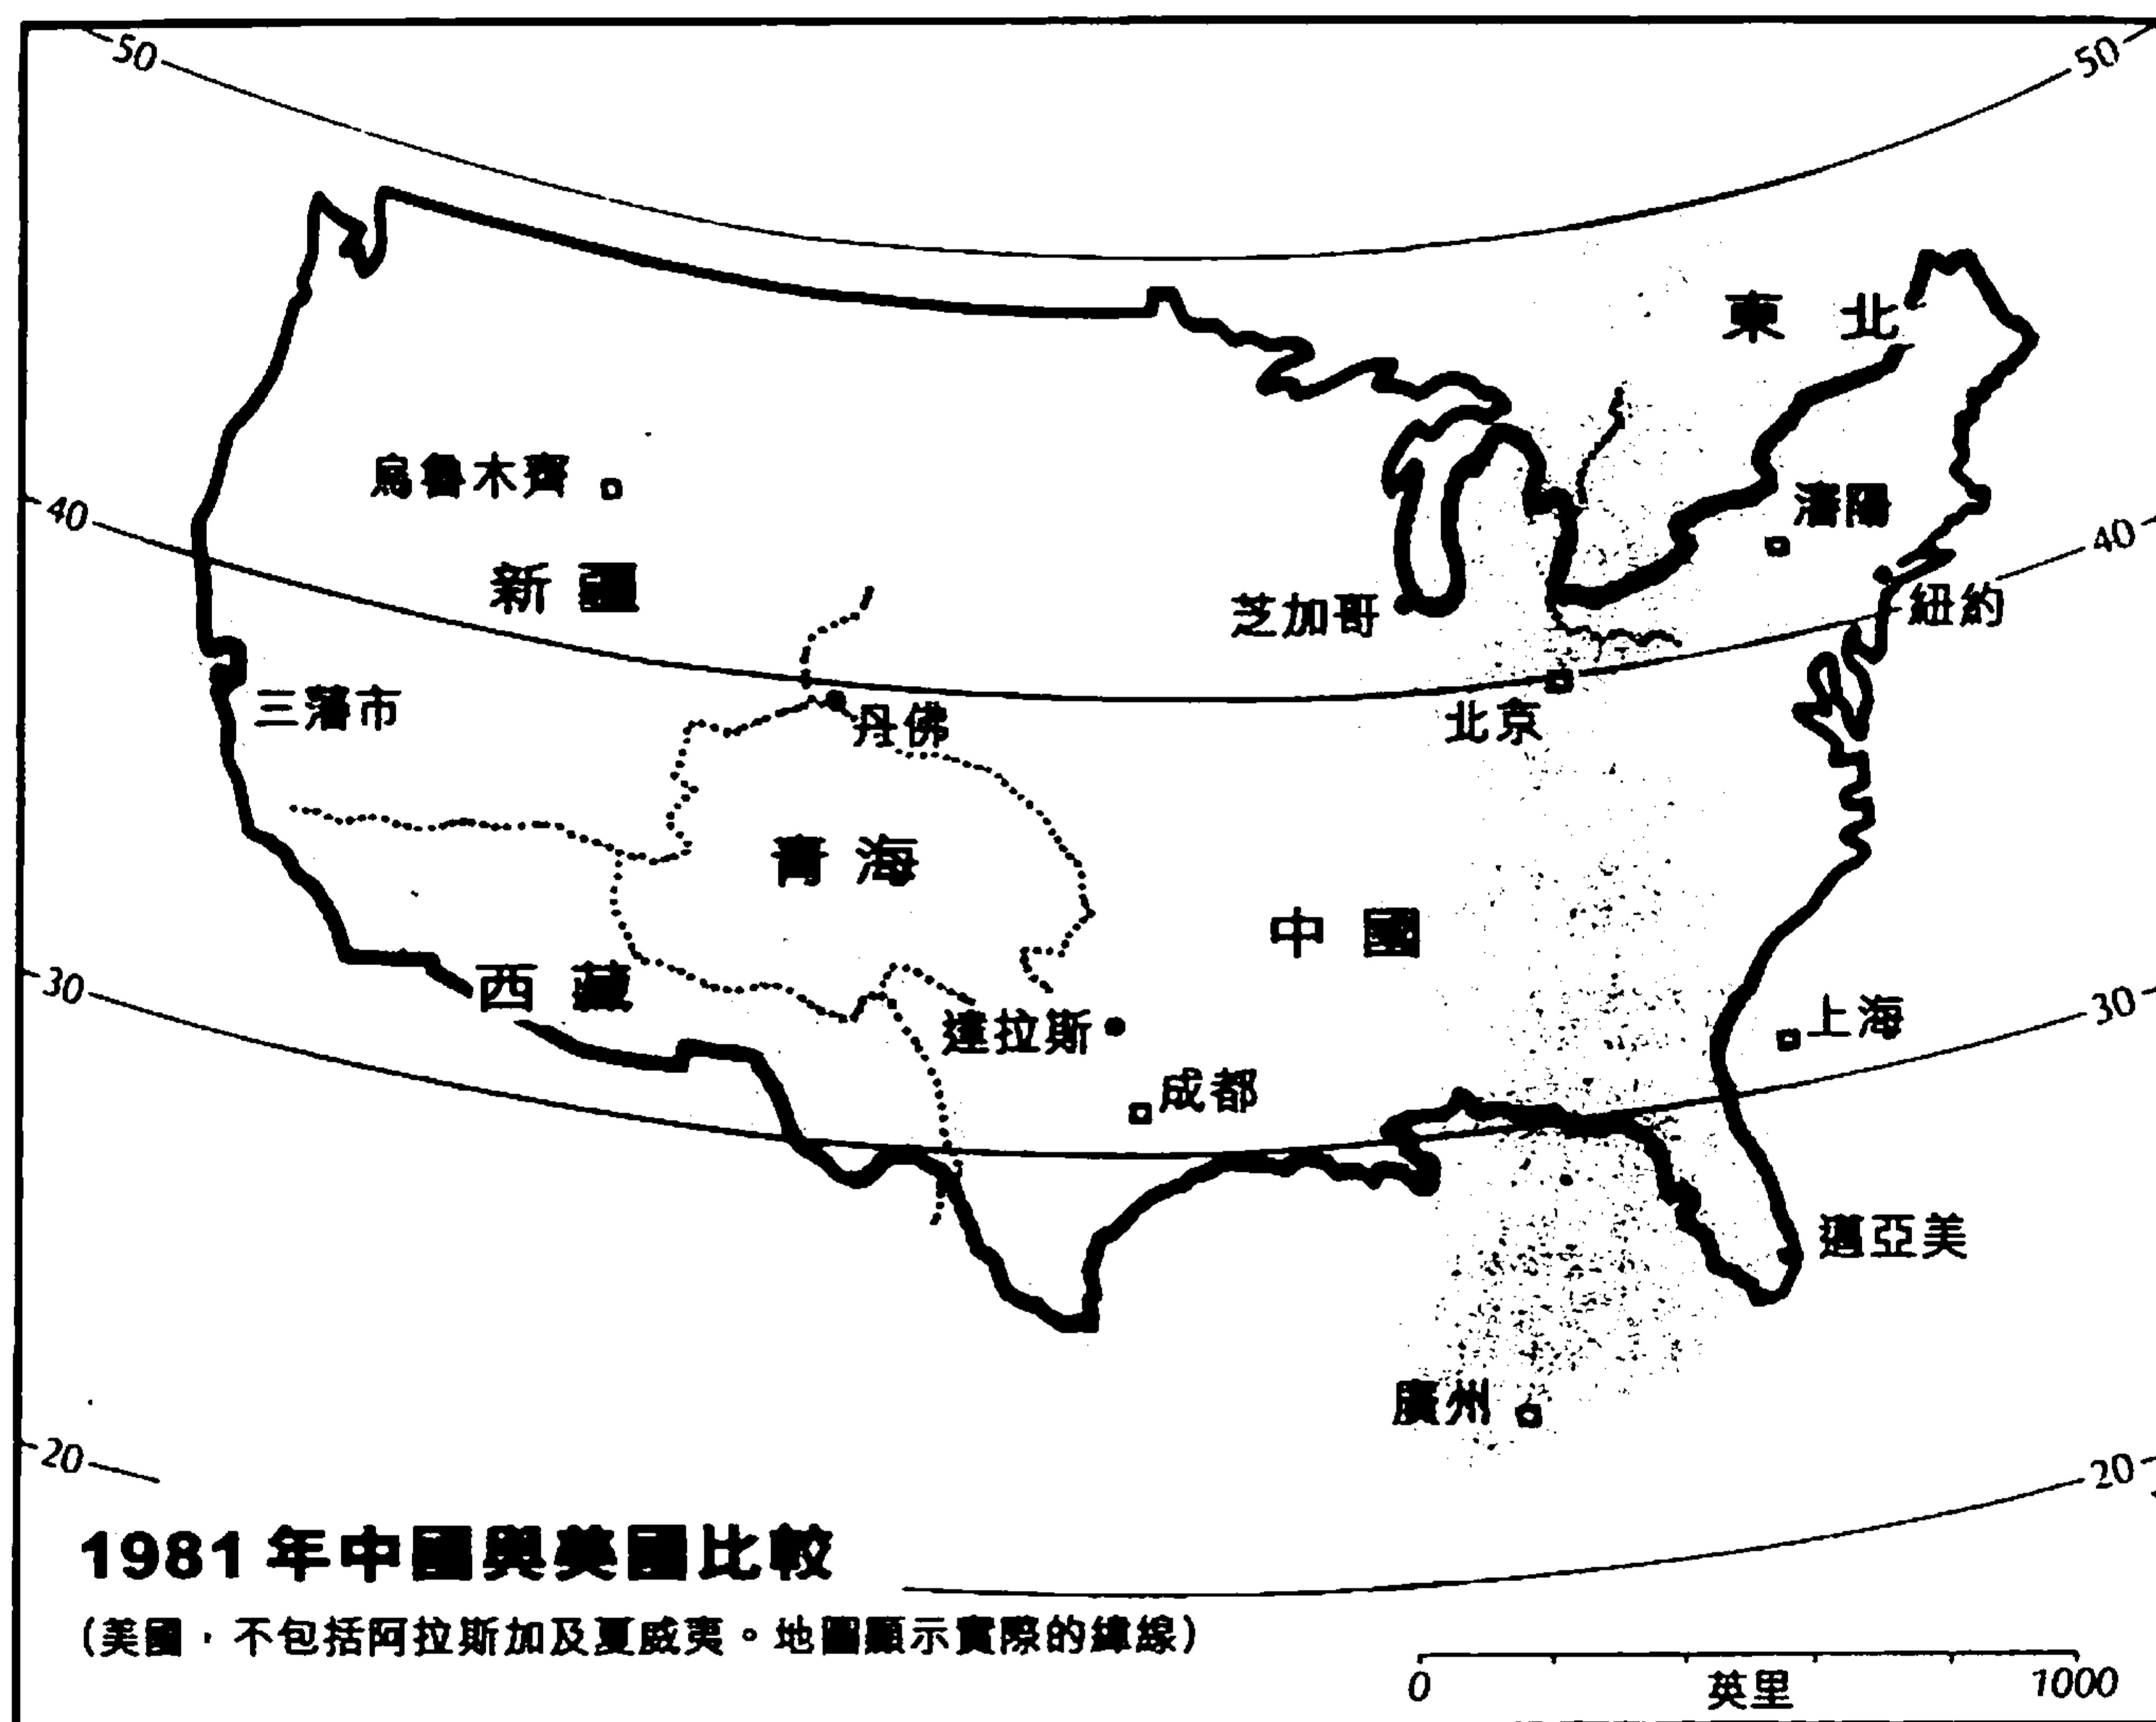 50
50
東北
烏魯木齊
瀋陽
40
40
新疆
芝加哥
紐約
三藩市
丹佛
北京
青海
中國
西藏
30
30
達拉斯
上海
成都
邁亞美
廣州
20
20
1981年中國與美國比較
(美國,不包括阿拉斯加及夏威夷。地圖顯示實際的緯線)
0 英里 1000